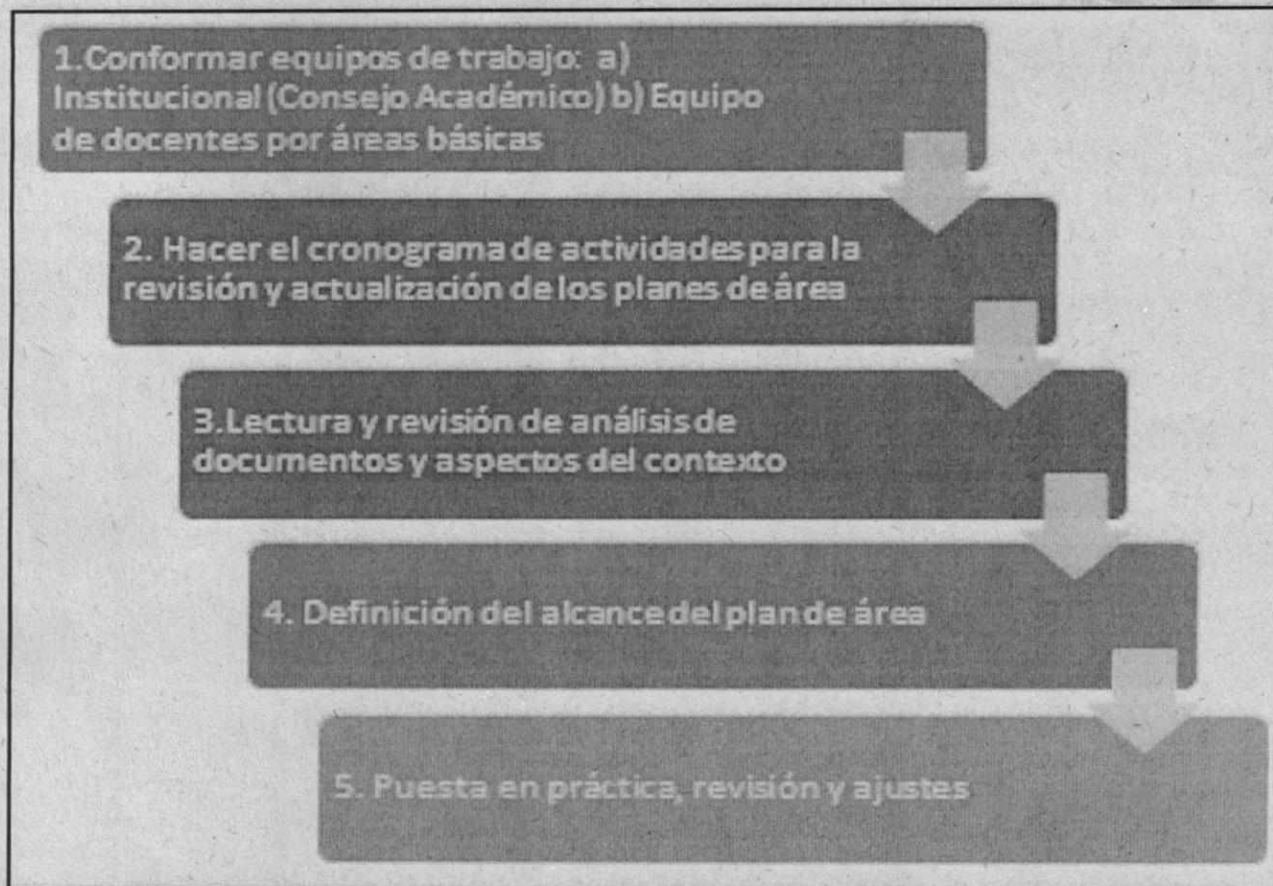 1.Conformar equipos de trabajo: a)
Institucional (Consejo Académico) b) Equipo
de docentes por áreas básicas
2. Hacer el cronograma de actividades para la
revisión y actualización de los planes de área
3.Lectura y revisión de análisis de
documentos y aspectos del contexto
4. Definición del alcance del plan de área
5. Puesta en práctica, revisión y ajustes